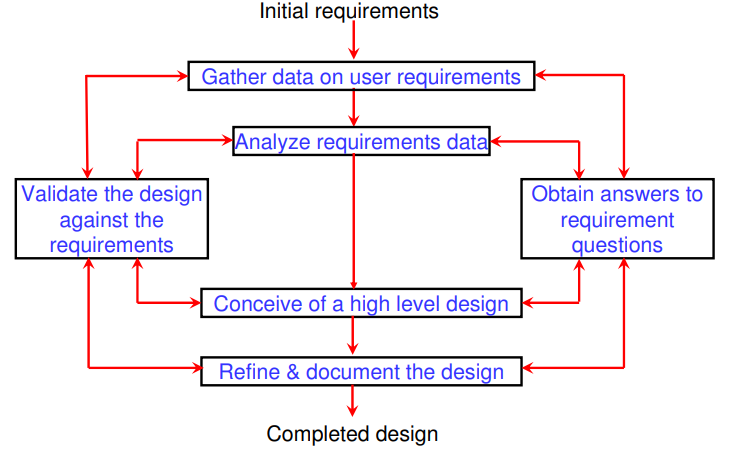 Initial requirements
Gather data on user requirements
Analyze requirements data
Validate the design
against the
requirements
Obtain answers to
requirement
questions
Conceive of a high level design
Refine & document the design
Completed design